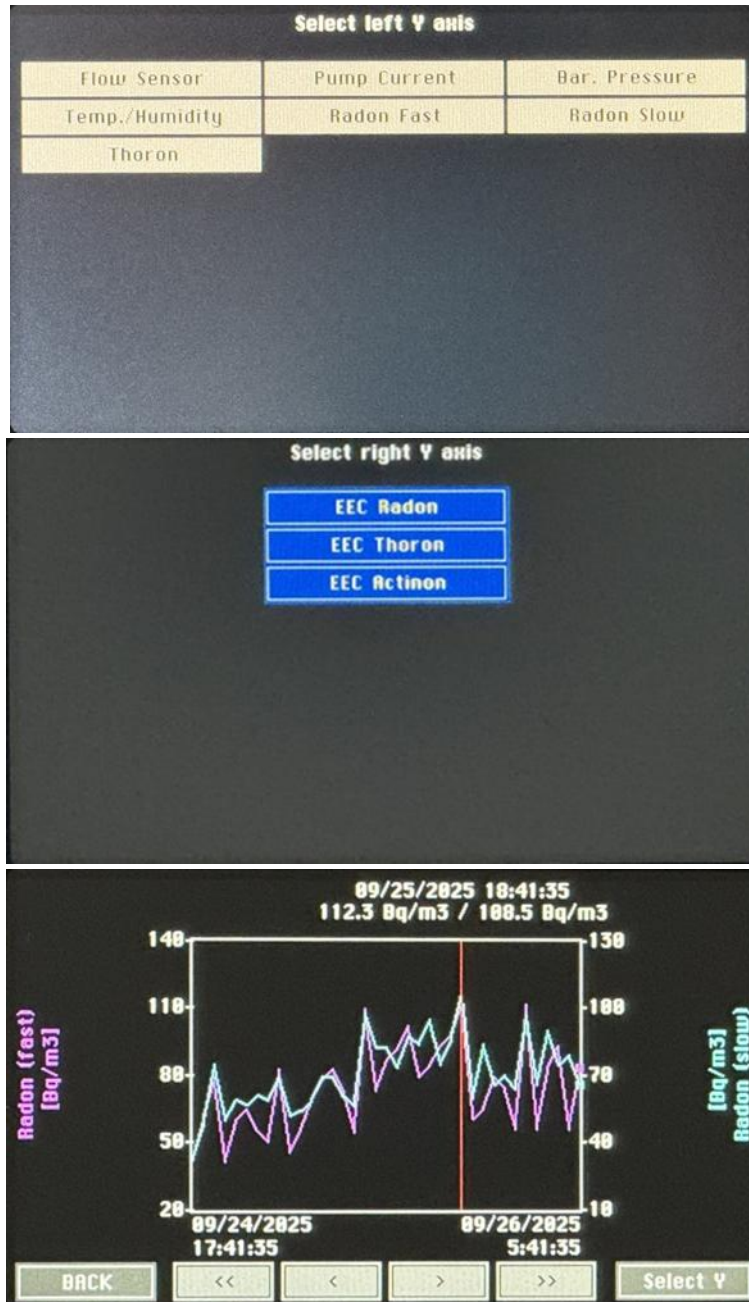 Select left Y axis
Flow Sensor Pump Current Bar. Pressure
Temp./Humidity Radon Fast Radon Slow
Thoron
Select right Y axis
EEC Radon
EEC Thoron
EEC Actinon
09/25/2025 18:41:35
112.3 Bq/m3 / 108.5 Bq/m3
140 130
110 100
80 70
50 40
20 10
Radon (fast)
[Bq/m3]
[Bq/m3]
Radon (slow)
09/24/2025 09/26/2025
17:41:35 5:41:35
BACK << < > >> Select Y